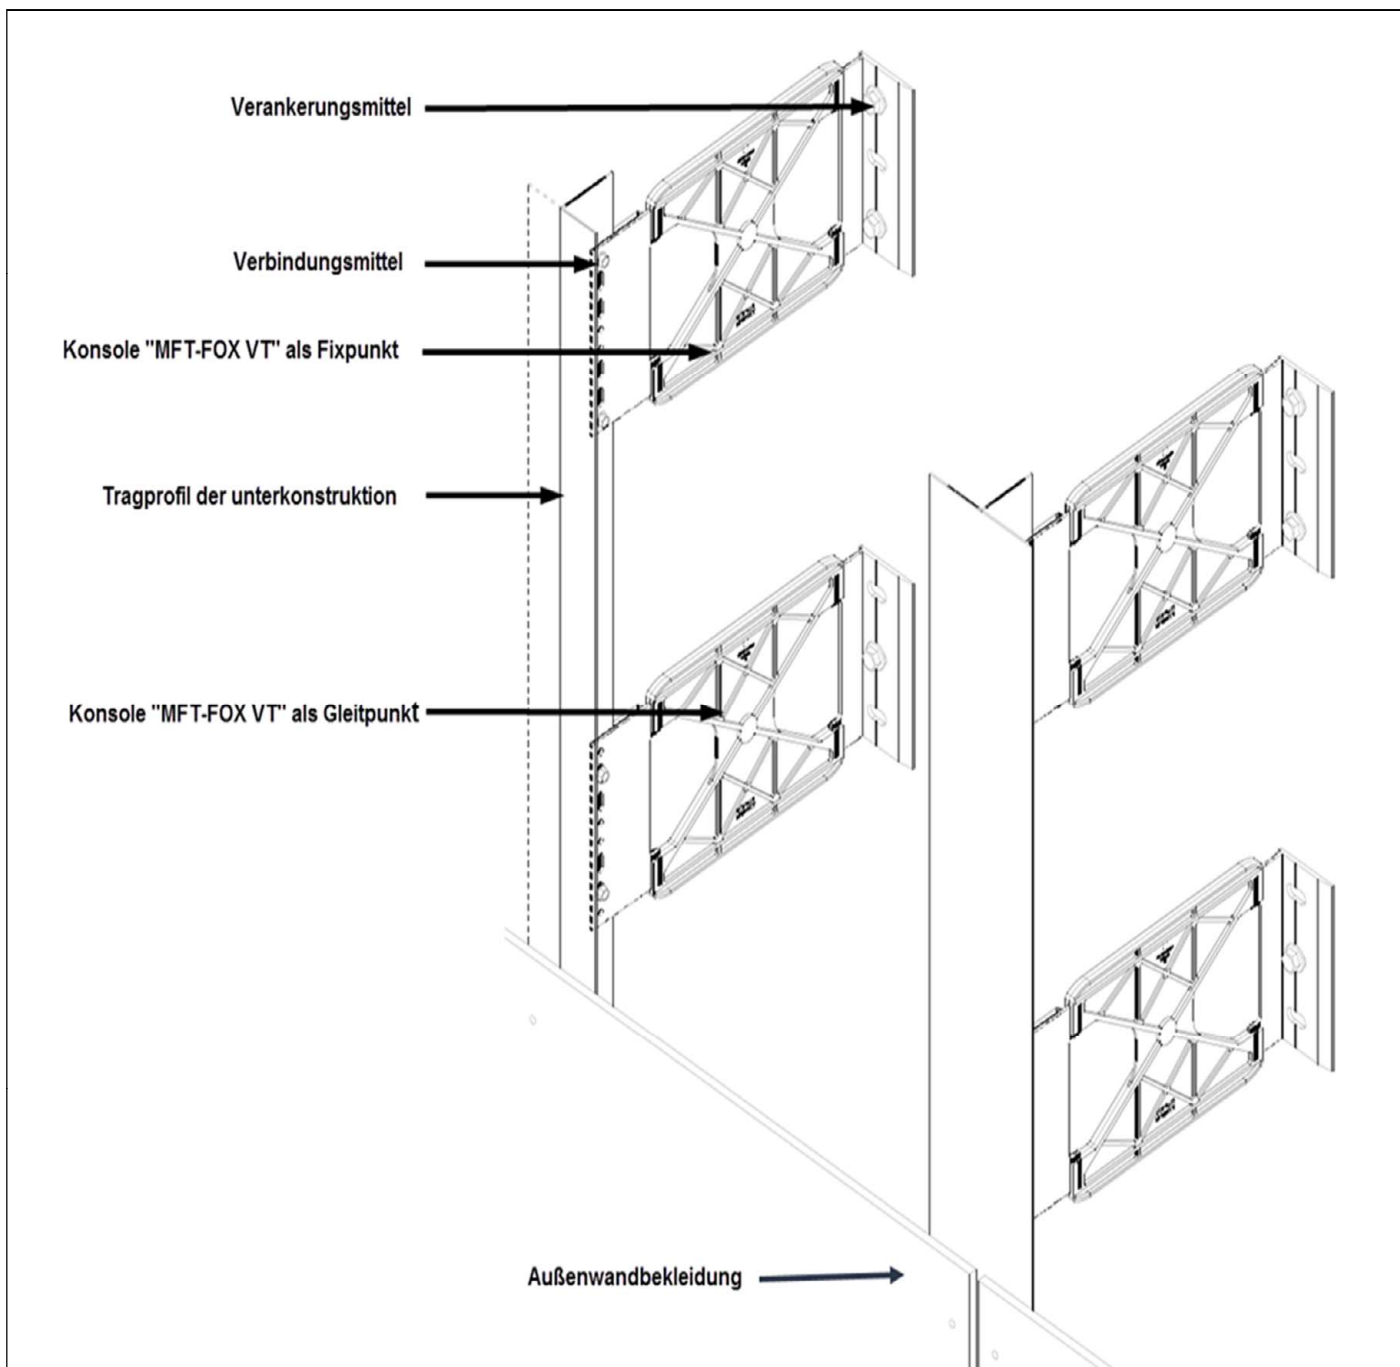 Verankerungsmittel
Verbindungsmittel
Konsole "MFT-FOX VT" als Fixpunkt
Tragprofil der unterkonstruktion
Konsole "MFT-FOX VT" als Gleitpunkt
Außenwandbekleidung